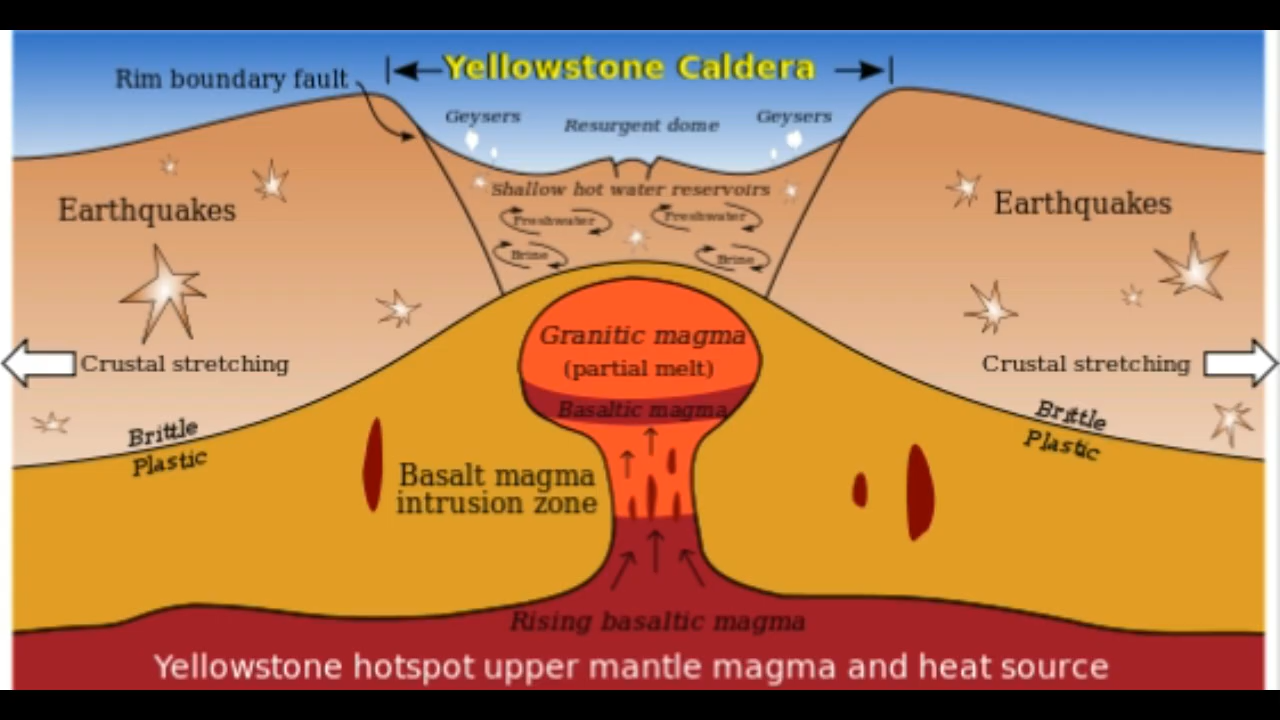 Yellowstone Caldera
Rim boundary fault
Geysers
Resurgent dome
Geysers
Shallow hot water reservoirs
Freshwater
Freshwater
Brine
Brine
Earthquakes
Earthquakes
Granitic magma
(partial melt)
Crustal stretching
Crustal stretching
Basaltic magma
Brittle
Plastic
Brittle
Plastic
Basalt magma
intrusion zone
Rising basaltic magma
Yellowstone hotspot upper mantle magma and heat source